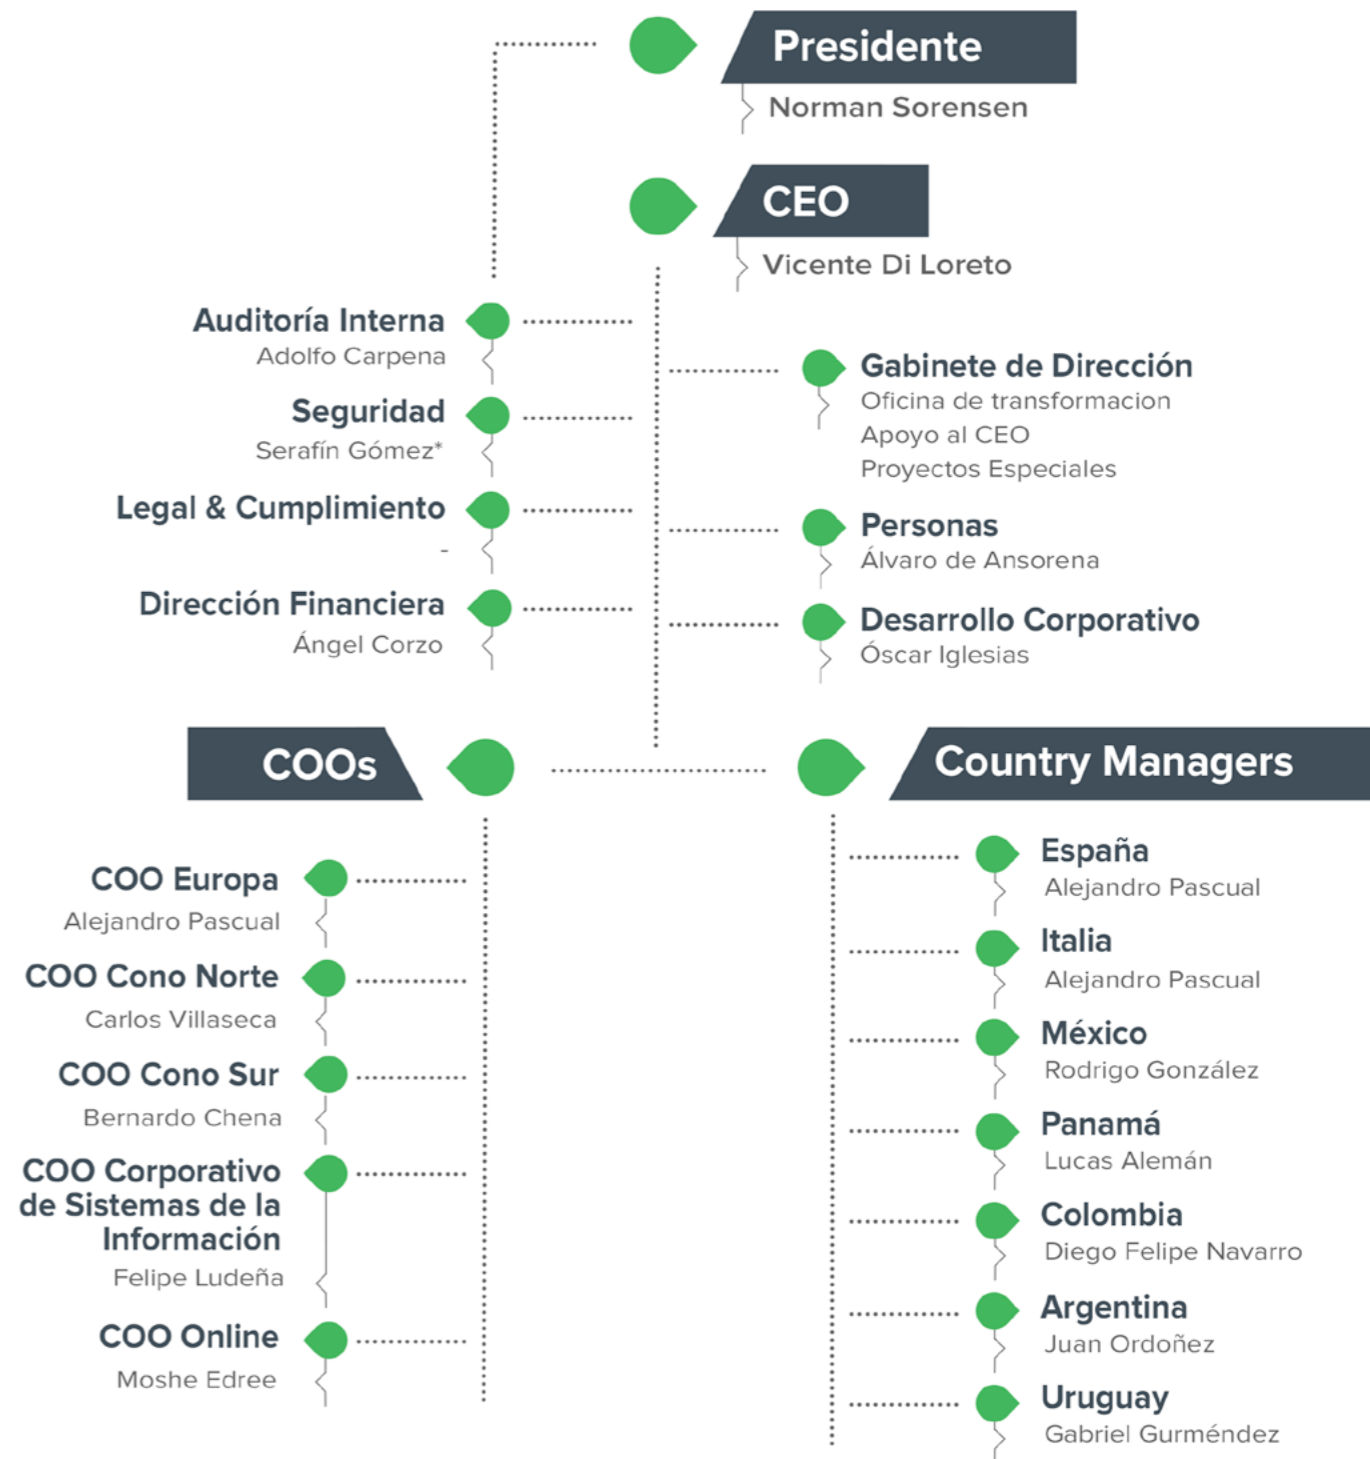 Presidente
Norman Sorensen
CEO
Vicente Di Loreto
Auditoría Interna
Adolfo Carpena
Seguridad
Serafín Gómez*
Legal & Cumplimiento
-
Dirección Financiera
Ángel Corzo
Gabinete de Dirección
Oficina de transformacion
Apoyo al CEO
Proyectos Especiales
Personas
Álvaro de Ansorena
Desarrollo Corporativo
Óscar Iglesias
COOs
COO Europa
Alejandro Pascual
COO Cono Norte
Carlos Villaseca
COO Cono Sur
Bernardo Chena
COO Corporativo
de Sistemas de la
Información
Felipe Ludeña
COO Online
Moshe Edree
Country Managers
España
Alejandro Pascual
Italia
Alejandro Pascual
México
Rodrigo González
Panamá
Lucas Alemán
Colombia
Diego Felipe Navarro
Argentina
Juan Ordoñez
Uruguay
Gabriel Gurméndez